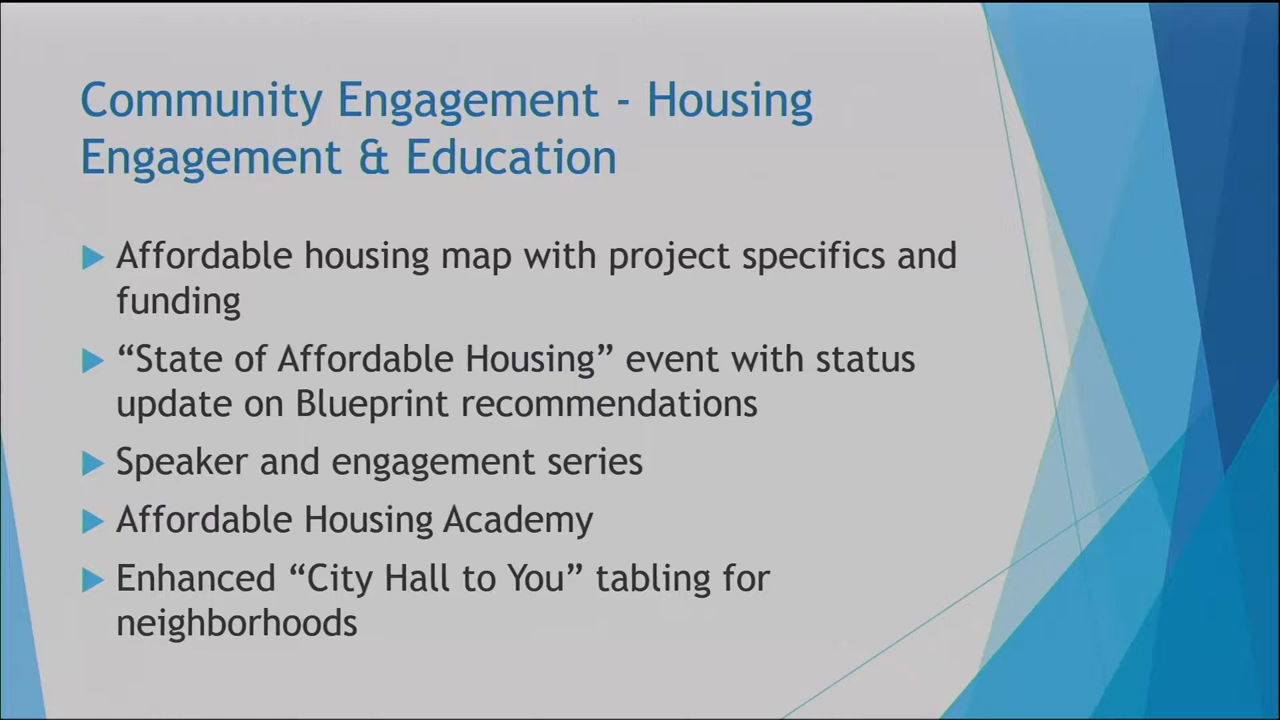 Community Engagement - Housing
Engagement & Education
Affordable housing map with project specifics and
funding
“State of Affordable Housing” event with status
update on Blueprint recommendations
Speaker and engagement series
Affordable Housing Academy
Enhanced “City Hall to You” tabling for
neighborhoods